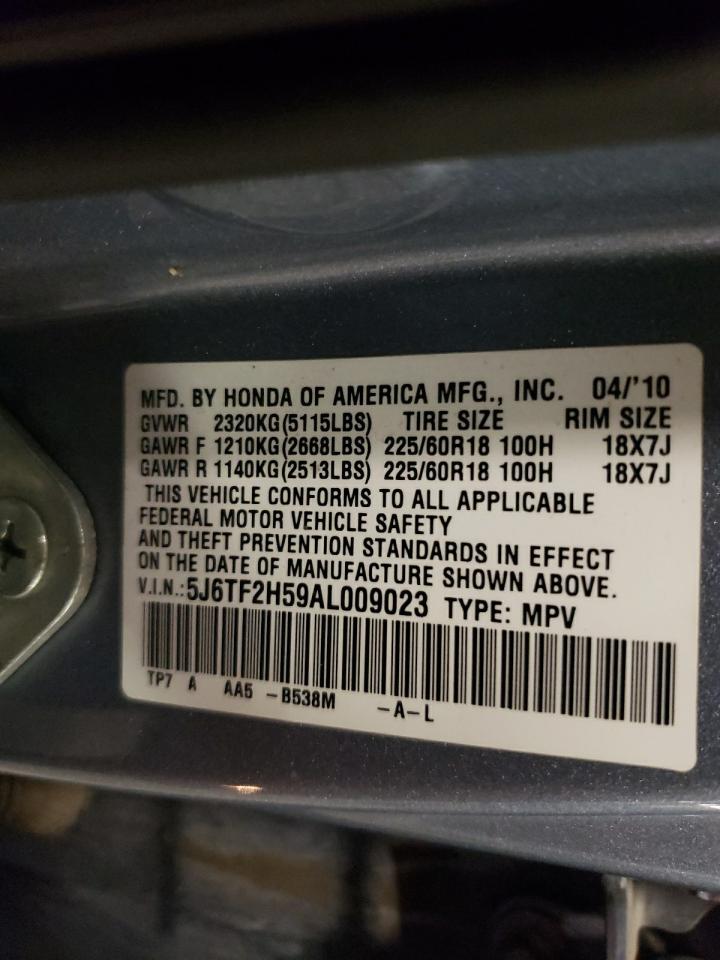 MFD. BY HONDA OF AMERICA MFG., INC. 04/'10
GVWR 2320KG(5115LBS) TIRE SIZE RIM SIZE
GAWR F 1210KG(2668LBS) 225/60R18 100H 18X7J
GAWR R 1140KG(2513LBS) 225/60R18 100H 18X7J
THIS VEHICLE CONFORMS TO ALL APPLICABLE
FEDERAL MOTOR VEHICLE SAFETY
AND THEFT PREVENTION STANDARDS IN EFFECT
ON THE DATE OF MANUFACTURE SHOWN ABOVE.
V.I.N.:5J6TF2H59AL009023 TYPE: MPV
TP7 A AA5 -B538M -A-L